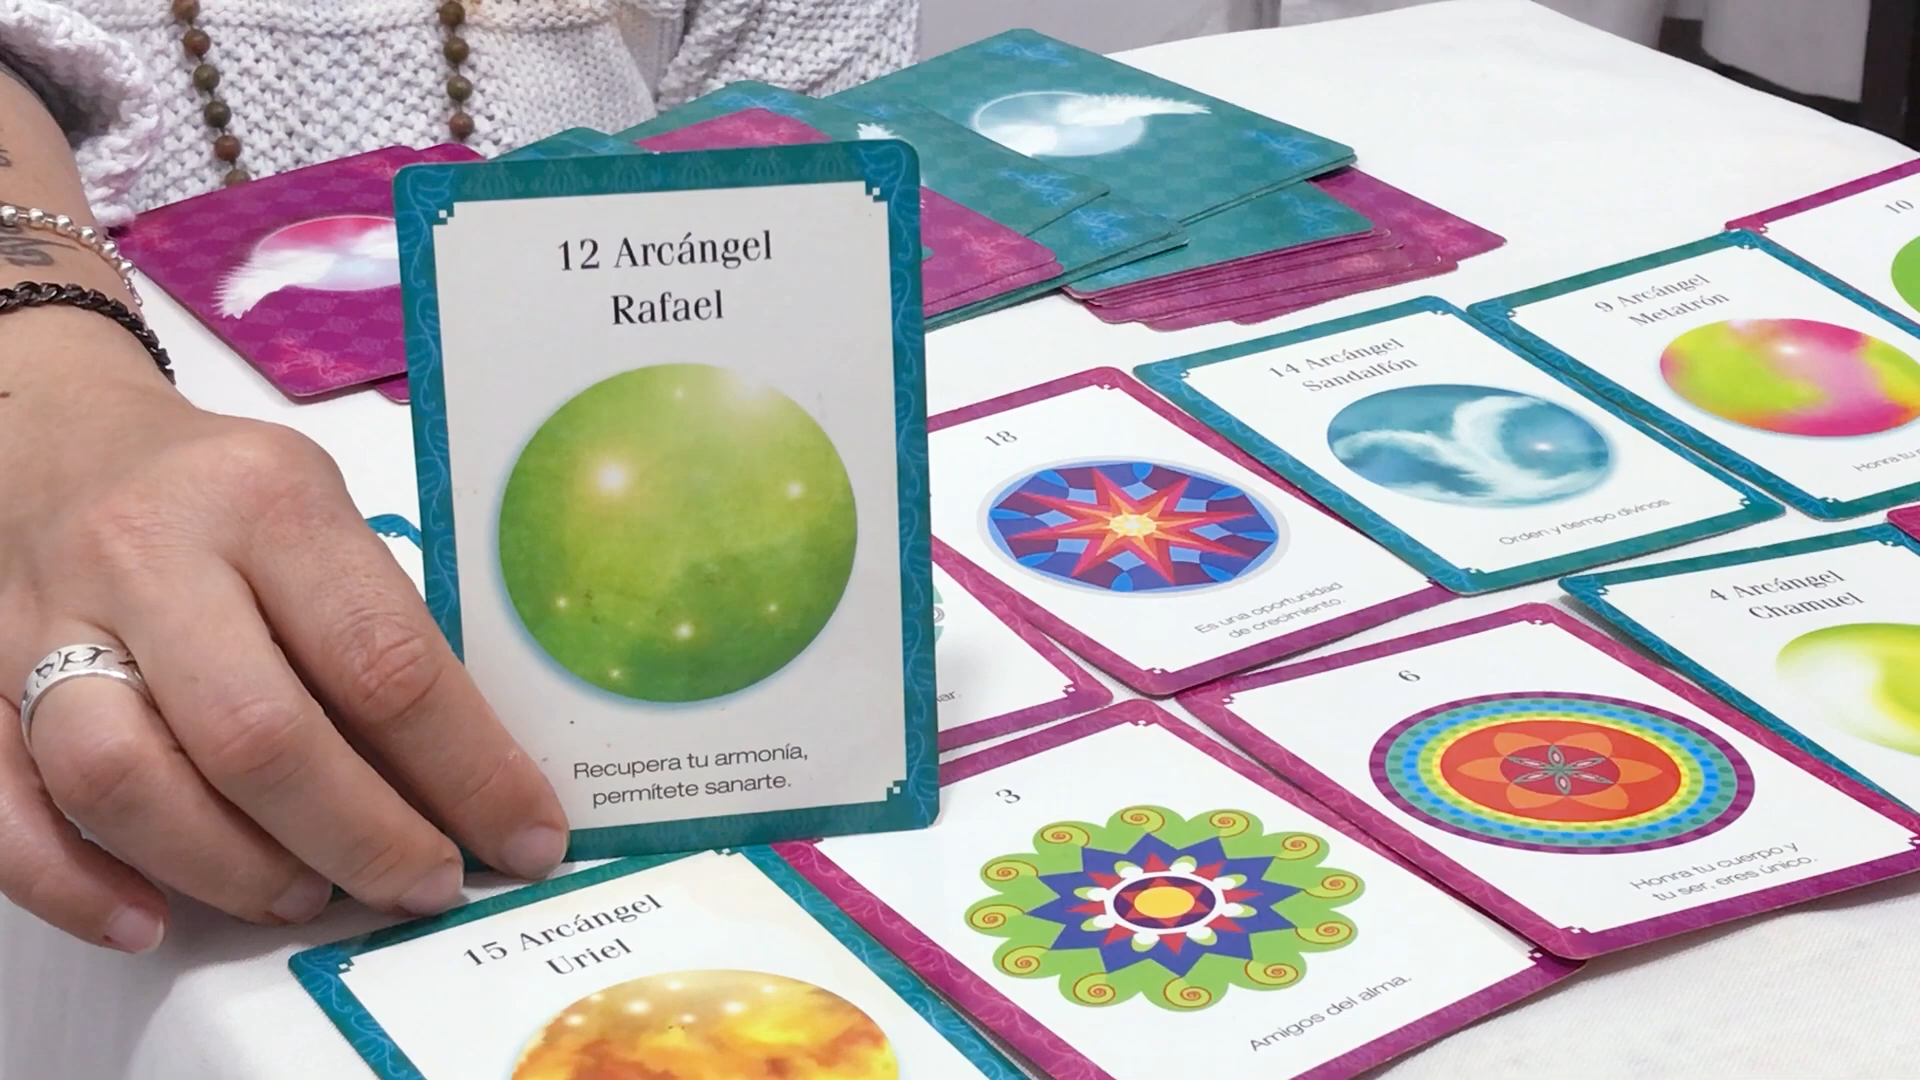 12 Arcángel
Rafael
Recupera tu armonía,
permítete sanarte.
10
9 Arcángel
Metatrón
Honra tu
14 Arcángel
Sandalfón
Orden y tiempo divinos.
18
Es una oportunidad
de crecimiento.
4 Arcángel
Chamuel
6
Honra tu cuerpo y
tu ser, eres único.
3
Amigos del alma.
15 Arcángel
Uriel